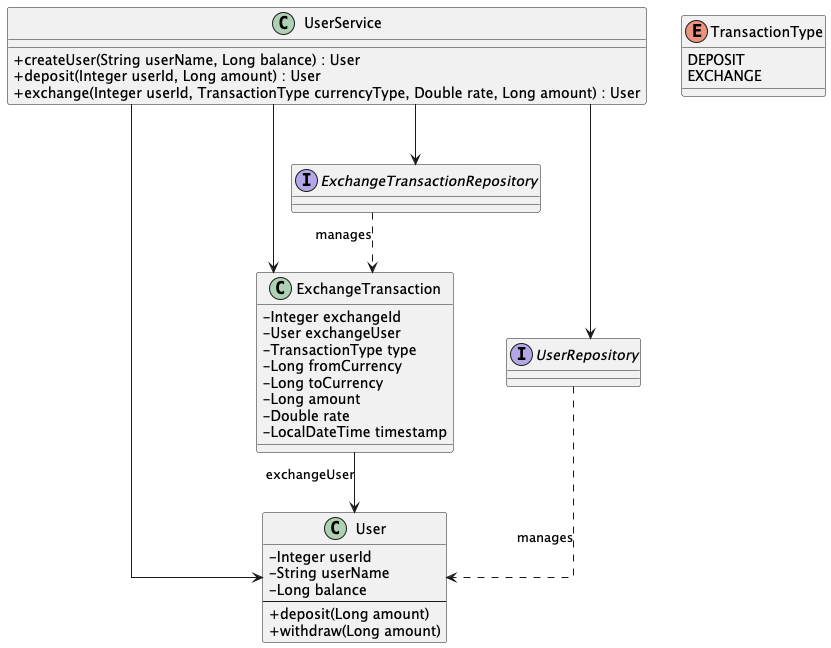 C UserService
+createUser(String userName, Long balance) : User
+deposit(Integer userId, Long amount) : User
+exchange(Integer userId, TransactionType currencyType, Double rate, Long amount) : User
E TransactionType
DEPOSIT
EXCHANGE
I ExchangeTransactionRepository
manages
C ExchangeTransaction
-Integer exchangeId
-User exchangeUser
-TransactionType type
-Long fromCurrency
-Long toCurrency
-Long amount
-Double rate
-LocalDateTime timestamp
I UserRepository
exchangeUser
manages
C User
-Integer userId
-String userName
-Long balance
+deposit(Long amount)
+withdraw(Long amount)